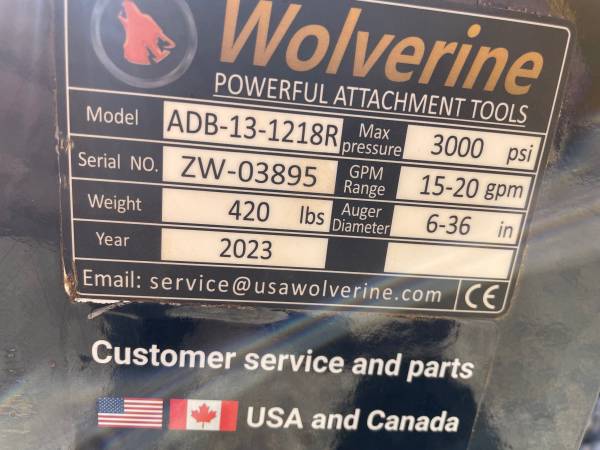 Wolverine
POWERFUL ATTACHMENT TOOLS
Model ADB-13-1218R Max pressure 3000 psi
Serial NO. ZW-03895 GPM Range 15-20 gpm
Weight 420 lbs Auger Diameter 6-36 in
Year 2023
Email: service@usawolverine.com CE
Customer service and parts
USA and Canada